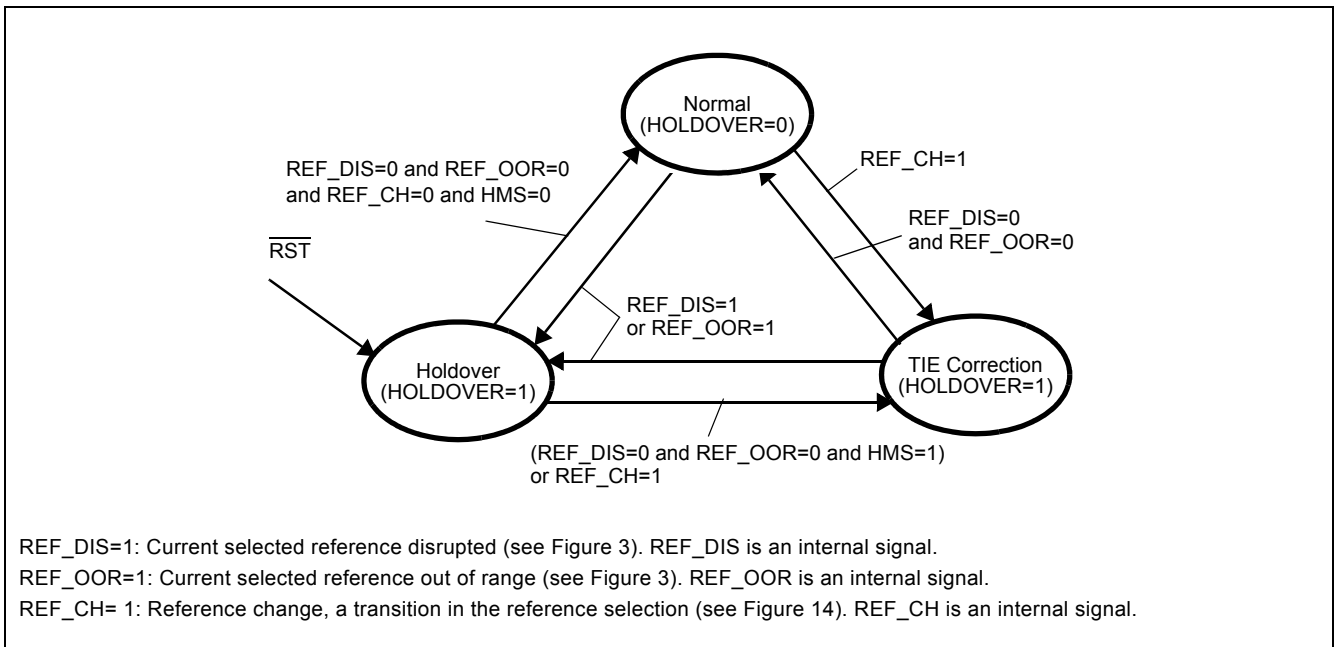 Normal
(HOLDOVER=0)
REF_CH=1
REF_DIS=0 and REF_OOR=0
and REF_CH=0 and HMS=0
REF_DIS=0
and REF_OOR=0
RST
REF_DIS=1
or REF_OOR=1
Holdover
(HOLDOVER=1)
TIE Correction
(HOLDOVER=1)
(REF_DIS=0 and REF_OOR=0 and HMS=1)
or REF_CH=1
REF_DIS=1: Current selected reference disrupted (see Figure 3). REF_DIS is an internal signal.
REF_OOR=1: Current selected reference out of range (see Figure 3). REF_OOR is an internal signal.
REF_CH= 1: Reference change, a transition in the reference selection (see Figure 14). REF_CH is an internal signal.